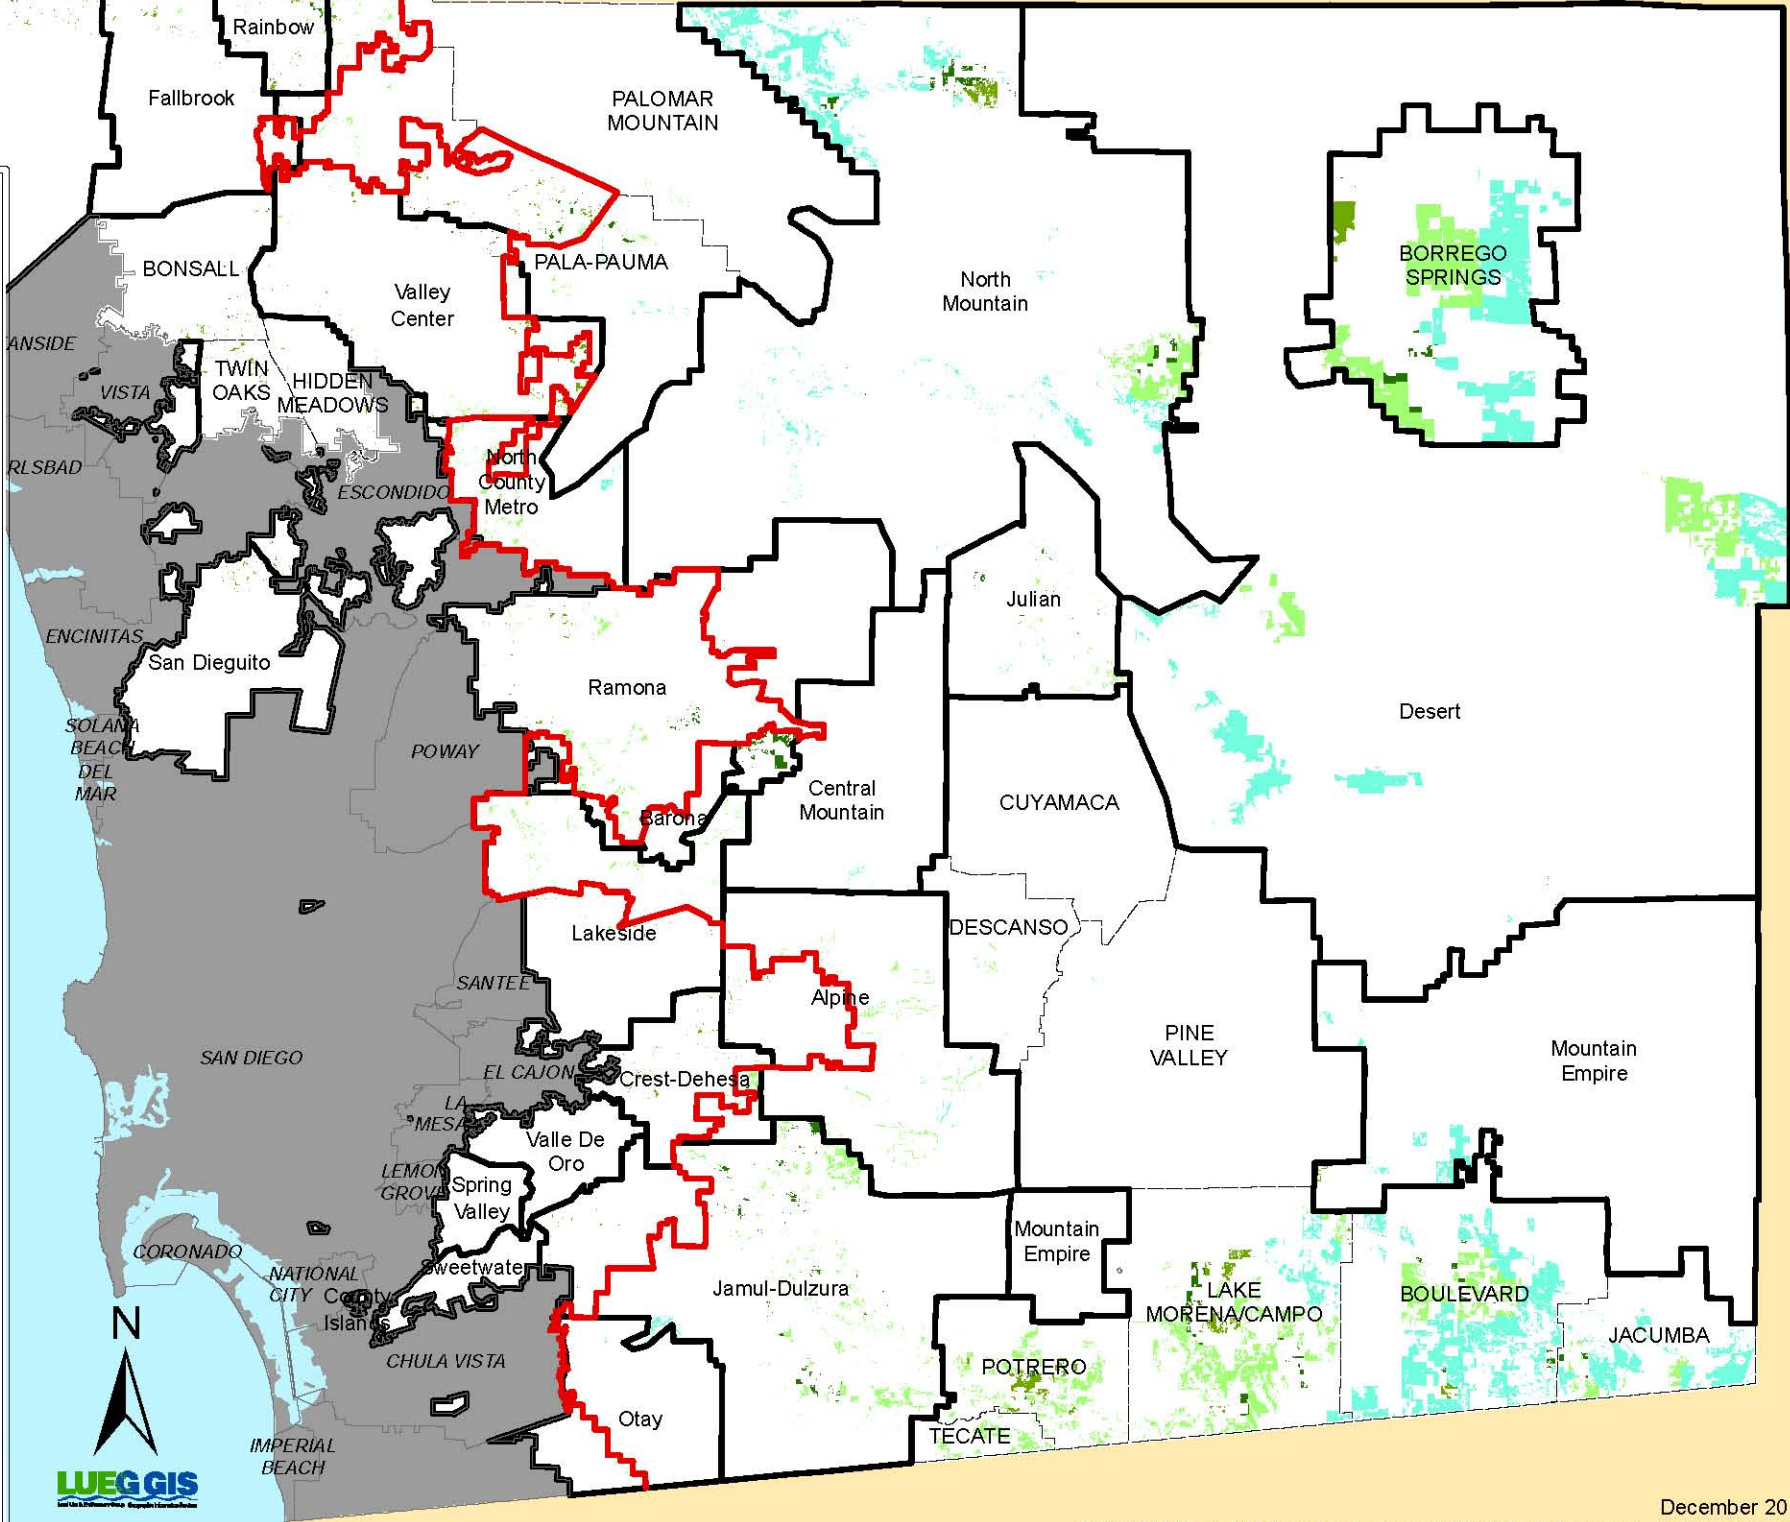 Rainbow
Fallbrook
PALOMAR
MOUNTAIN
BONSALL
Valley
Center
PALA-PAUMA
North
Mountain
BORREGO
SPRINGS
ANSIDE
VISTA
TWIN
OAKS
HIDDEN
MEADOWS
RLSBAD
ESCONDIDO
North
County
Metro
ENCINITAS
San Dieguito
Julian
Ramona
SOLANA
BEACH
DEL
MAR
POWAY
Desert
Barona
Central
Mountain
CUYAMACA
Lakeside
DESCANSO
SANTEE
Alpine
SAN DIEGO
EL CAJON
Crest-Dehesa
PINE
VALLEY
Mountain
Empire
LA
MESA
Valle De
Oro
LEMON
GROVE
Spring
Valley
CORONADO
Sweetwater
NATIONAL
CITY
County
Islands
Mountain
Empire
Jamul-Dulzura
LAKE
MORENA/CAMPO
BOULEVARD
JACUMBA
N
CHULA VISTA
POTRERO
Otay
TECATE
IMPERIAL
BEACH
LUEG GIS
December 20